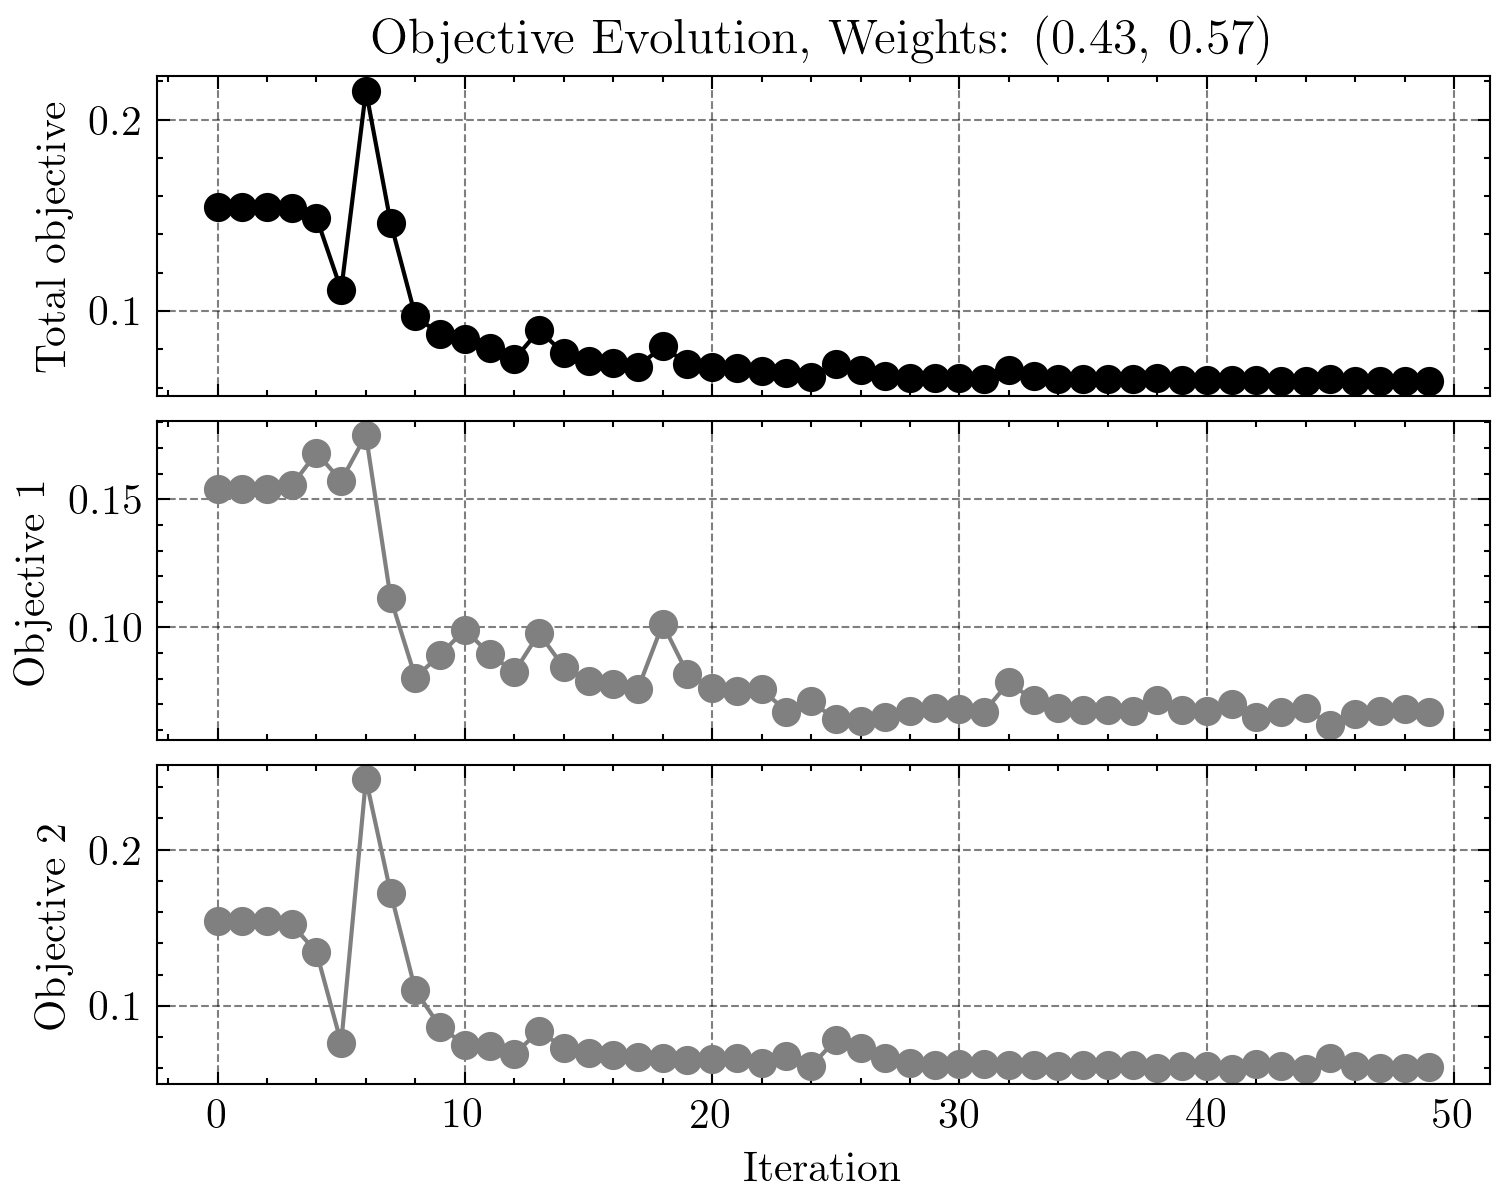 Objective Evolution, Weights: (0.43, 0.57)
Total objective
0.2
0.1
Objective 1
0.15
0.10
Objective 2
0.2
0.1
0 10 20 30 40 50
Iteration